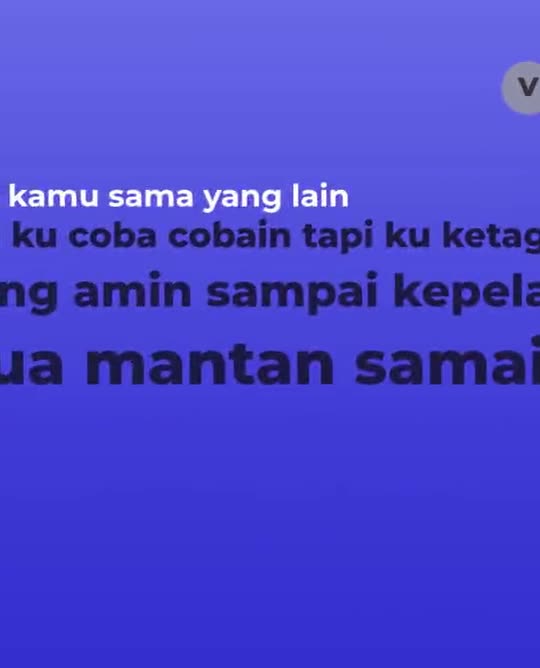 V
kamu sama yang lain
ku coba cobain tapi ku ketag
ng amin sampai kepela
ua mantan samai